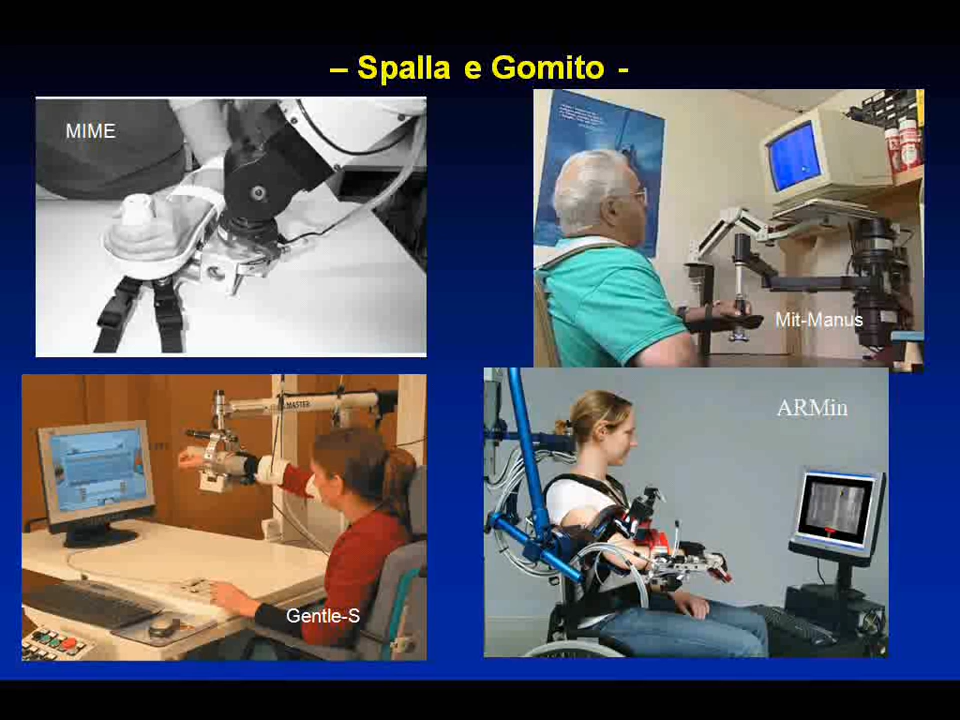 – Spalla e Gomito -
MIME
Mit-Manus
MASTER
Gentle-S
ARMin